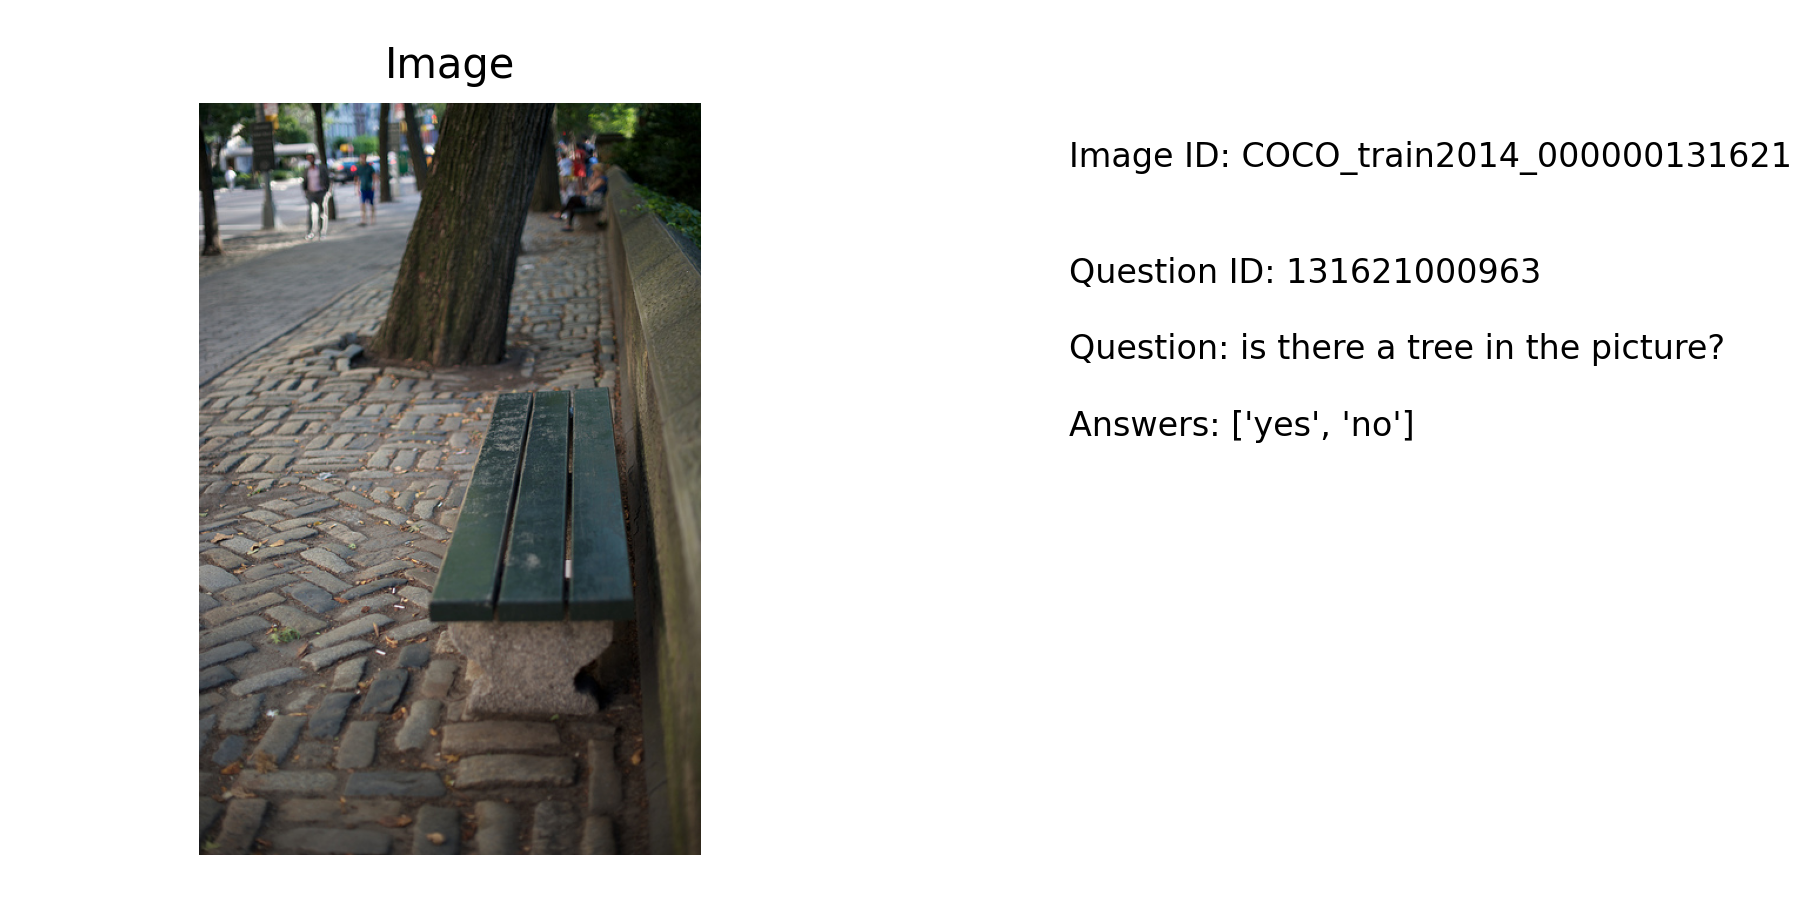 Image
Image ID: COCO_train2014_000000131621
Question ID: 131621000963
Question: is there a tree in the picture?
Answers: ['yes', 'no']